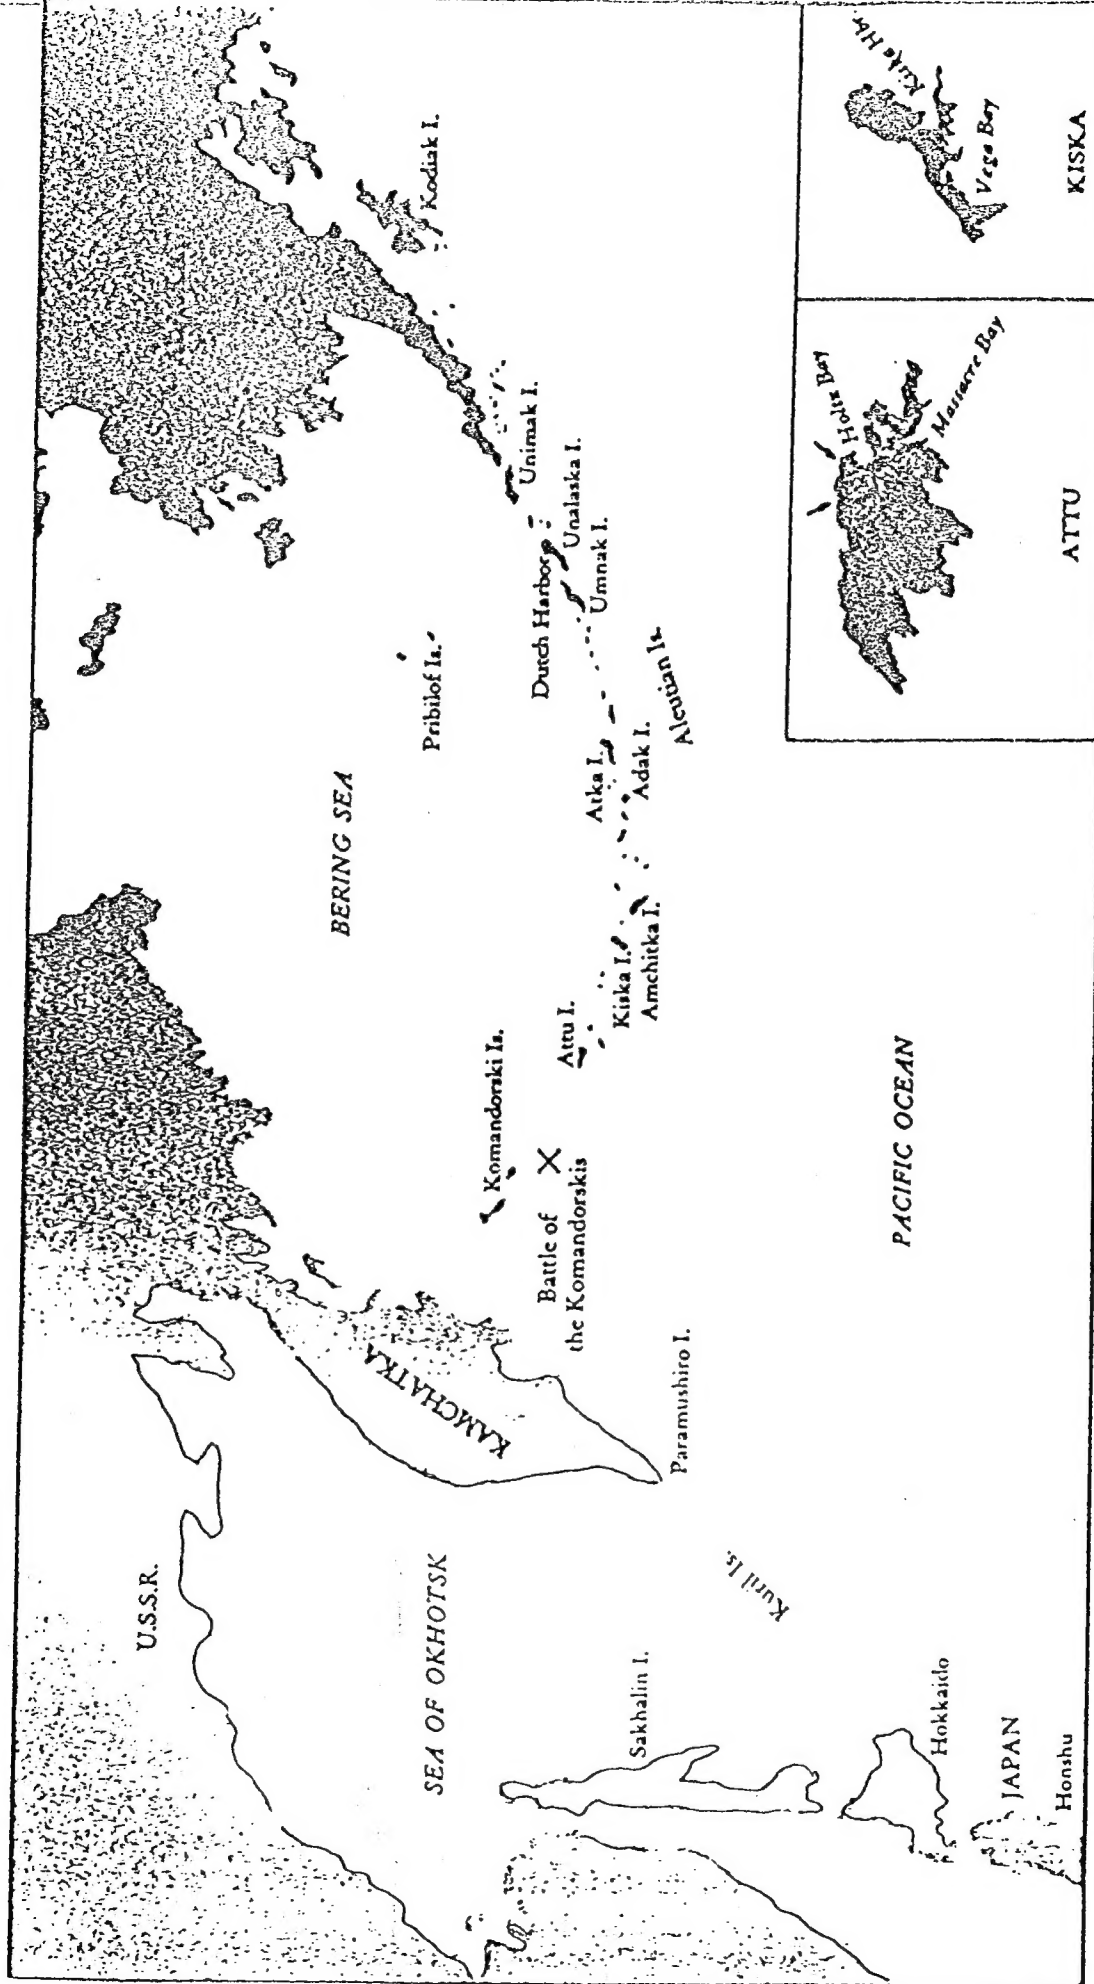 U.S.S.R.
SEA OF OKHOTSK
KAMCHATKA
BERING SEA
Pribilof Is.
Kodiak I.
Komandorski Is.
Battle of
the Komandorskis
Attu I.
Kiska I.
Amchitka I.
Atka I.
Adak I.
Aleutian Is.
Dutch Harbor
Umnak I.
Unalaska I.
Unimak I.
Paramushiro I.
Kuril Is.
Sakhalin I.
Hokkaido
JAPAN
Honshu
PACIFIC OCEAN
Holtz Bay
Massacre Bay
ATTU
Kiska Hbr.
Vega Bay
KISKA